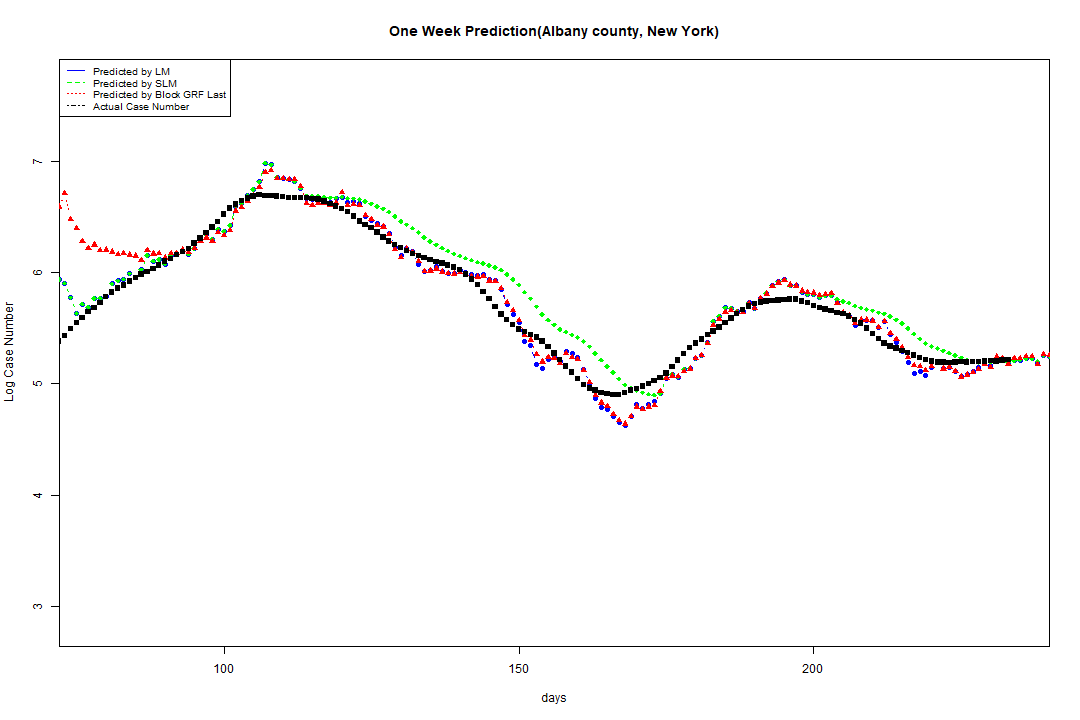 One Week Prediction(Albany county, New York)
Predicted by LM
Predicted by SLM
Predicted by Block GRF Last
Actual Case Number
Log Case Number
7
6
5
4
3
100
150
200
days